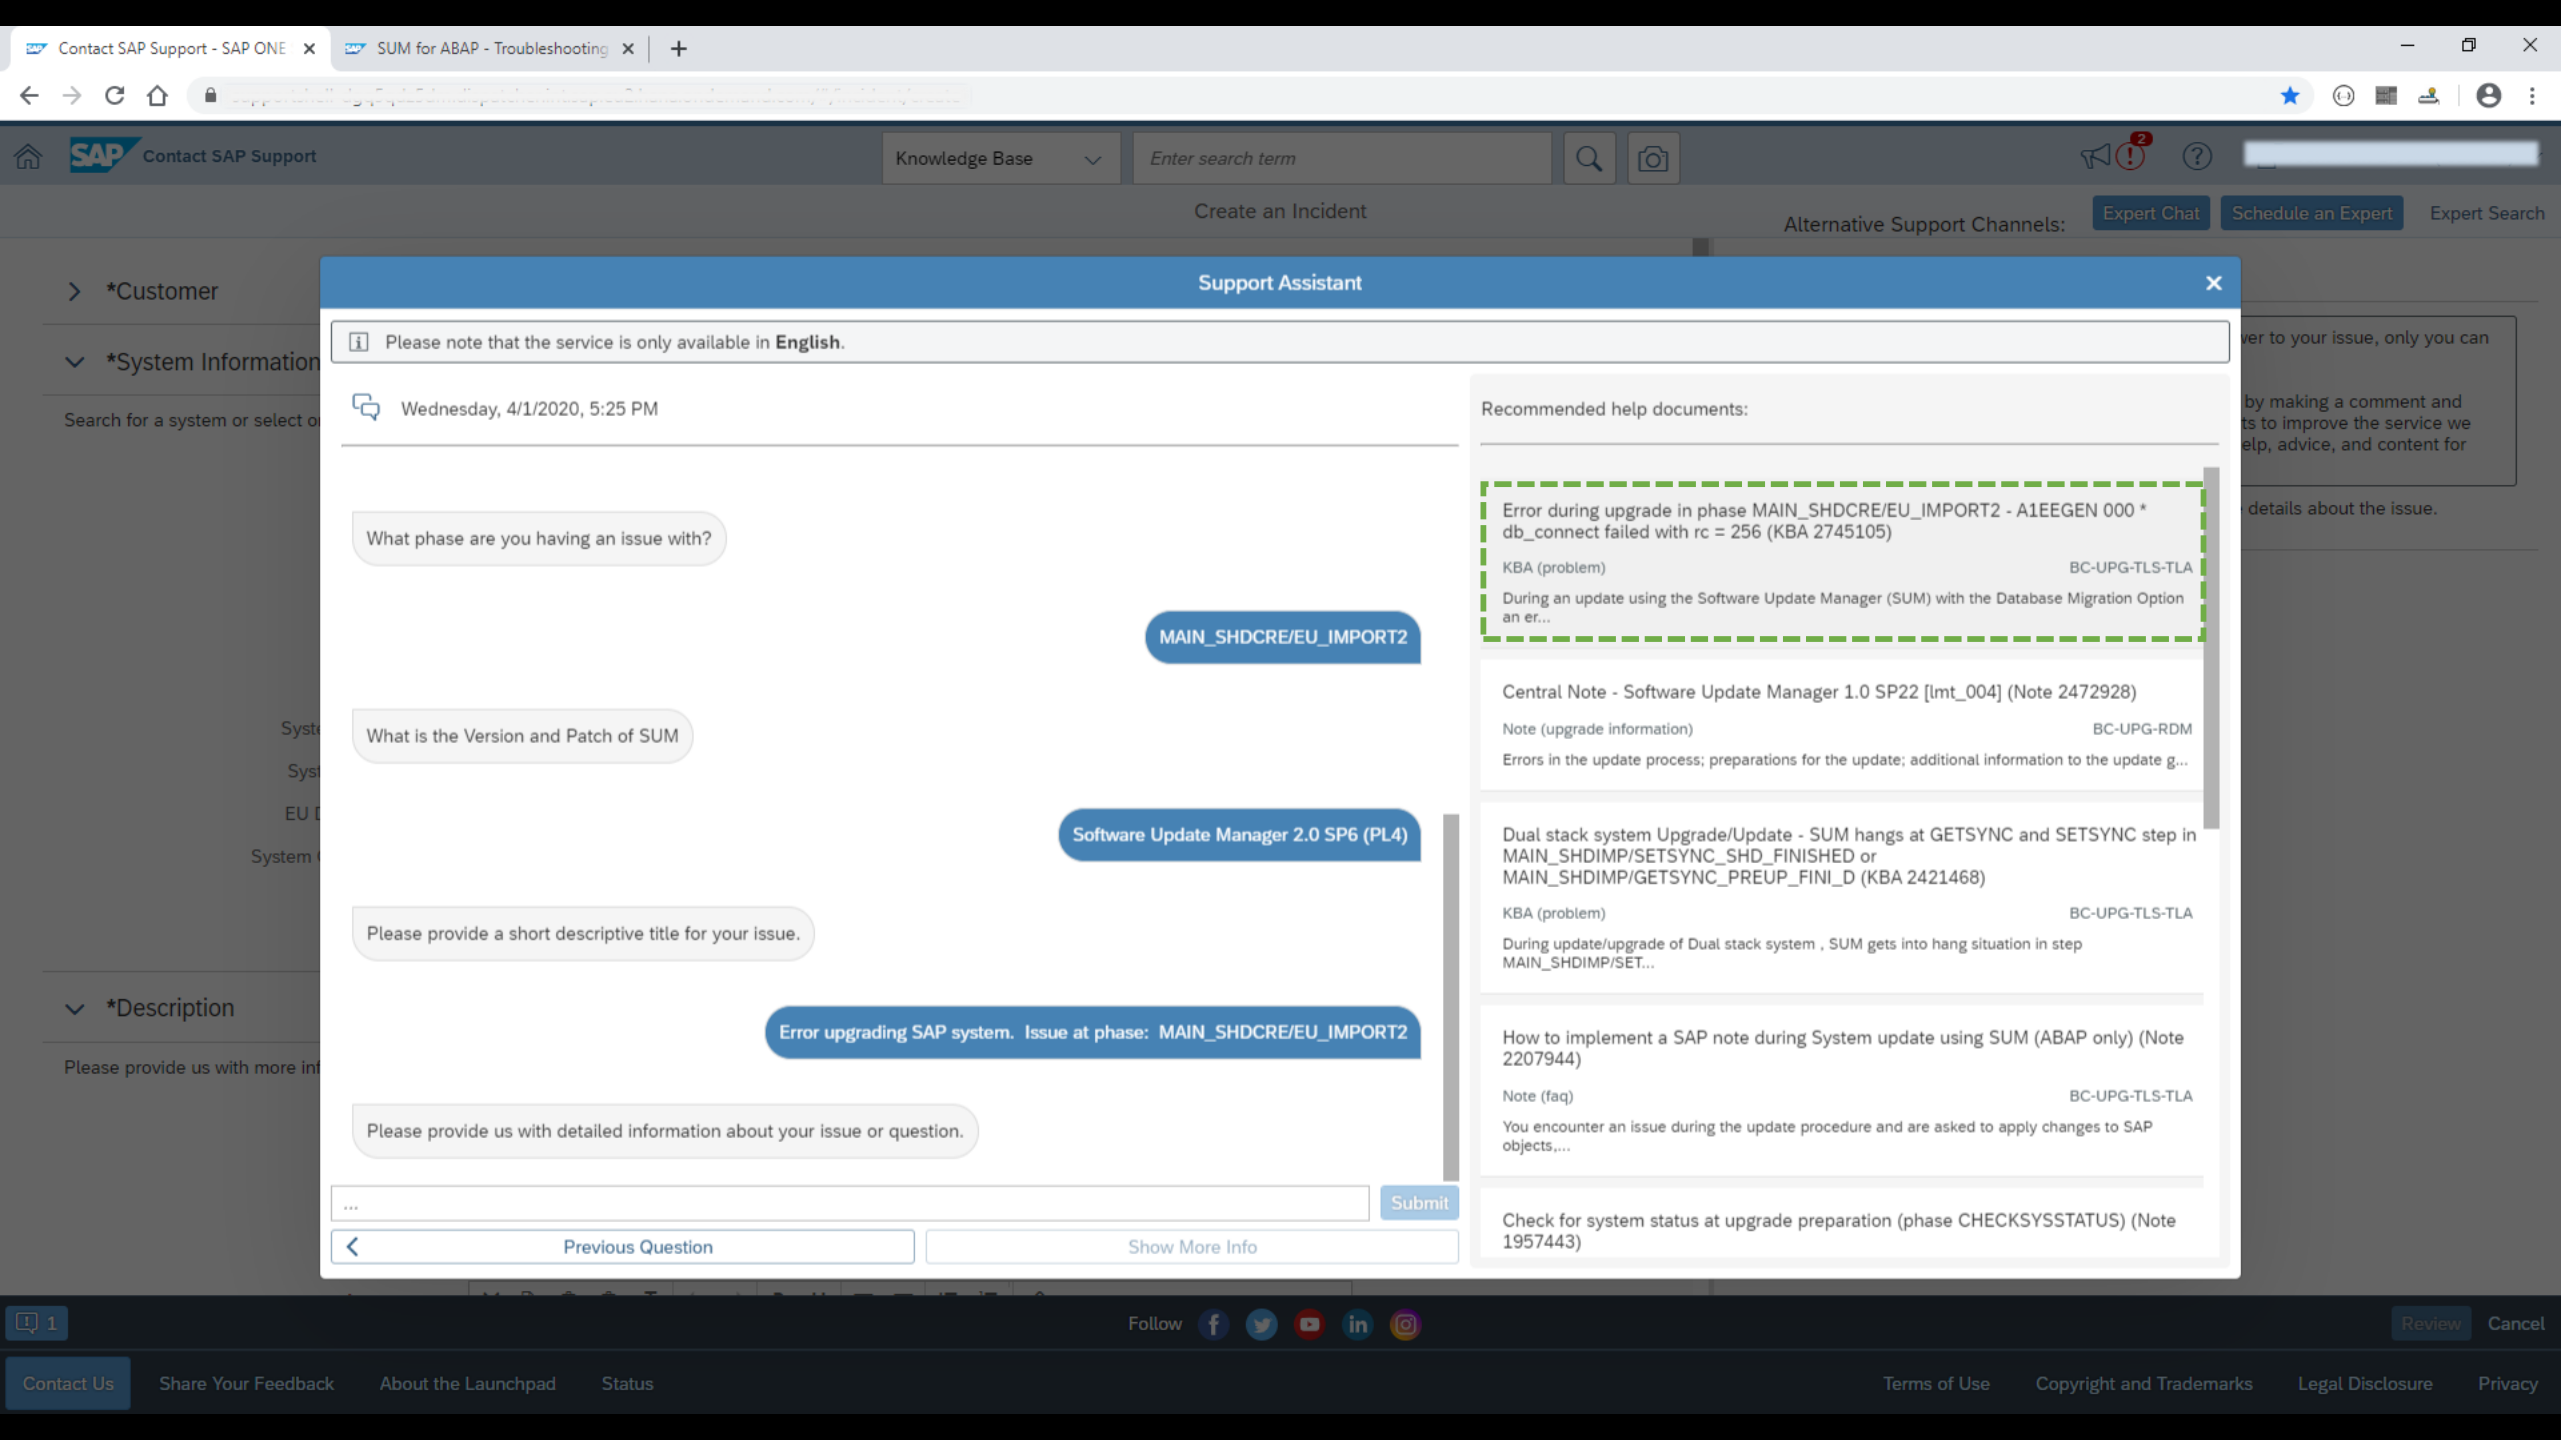 Contact SAP Support - SAP ONE
SUM for ABAP - Troubleshooting
SAP
Contact SAP Support
Knowledge Base
Enter search term
2
Create an Incident
Alternative Support Channels:
Expert Chat
Schedule an Expert
Expert Search
*Customer
*System Information
Search for a system or select o
Syst
Syst
EU
System
*Description
Please provide us with more inf
ver to your issue, only you can
by making a comment and
ts to improve the service we
elp, advice, and content for
details about the issue.
Support Assistant
Please note that the service is only available in English.
Wednesday, 4/1/2020, 5:25 PM
What phase are you having an issue with?
MAIN_SHDCRE/EU_IMPORT2
What is the Version and Patch of SUM
Software Update Manager 2.0 SP6 (PL4)
Please provide a short descriptive title for your issue.
Error upgrading SAP system. Issue at phase: MAIN_SHDCRE/EU_IMPORT2
Please provide us with detailed information about your issue or question.
...
Submit
Previous Question
Show More Info
Recommended help documents:
Error during upgrade in phase MAIN_SHDCRE/EU_IMPORT2 - A1EEGEN 000 *
db_connect failed with rc = 256 (KBA 2745105)
KBA (problem)
BC-UPG-TLS-TLA
During an update using the Software Update Manager (SUM) with the Database Migration Option
an er...
Central Note - Software Update Manager 1.0 SP22 [lmt_004] (Note 2472928)
Note (upgrade information)
BC-UPG-RDM
Errors in the update process; preparations for the update; additional information to the update g...
Dual stack system Upgrade/Update - SUM hangs at GETSYNC and SETSYNC step in
MAIN_SHDIMP/SETSYNC_SHD_FINISHED or
MAIN_SHDIMP/GETSYNC_PREUP_FINI_D (KBA 2421468)
KBA (problem)
BC-UPG-TLS-TLA
During update/upgrade of Dual stack system , SUM gets into hang situation in step
MAIN_SHDIMP/SET...
How to implement a SAP note during System update using SUM (ABAP only) (Note
2207944)
Note (faq)
BC-UPG-TLS-TLA
You encounter an issue during the update procedure and are asked to apply changes to SAP
objects,...
Check for system status at upgrade preparation (phase CHECKSYSSTATUS) (Note
1957443)
1
Follow
Review
Cancel
Contact Us
Share Your Feedback
About the Launchpad
Status
Terms of Use
Copyright and Trademarks
Legal Disclosure
Privacy